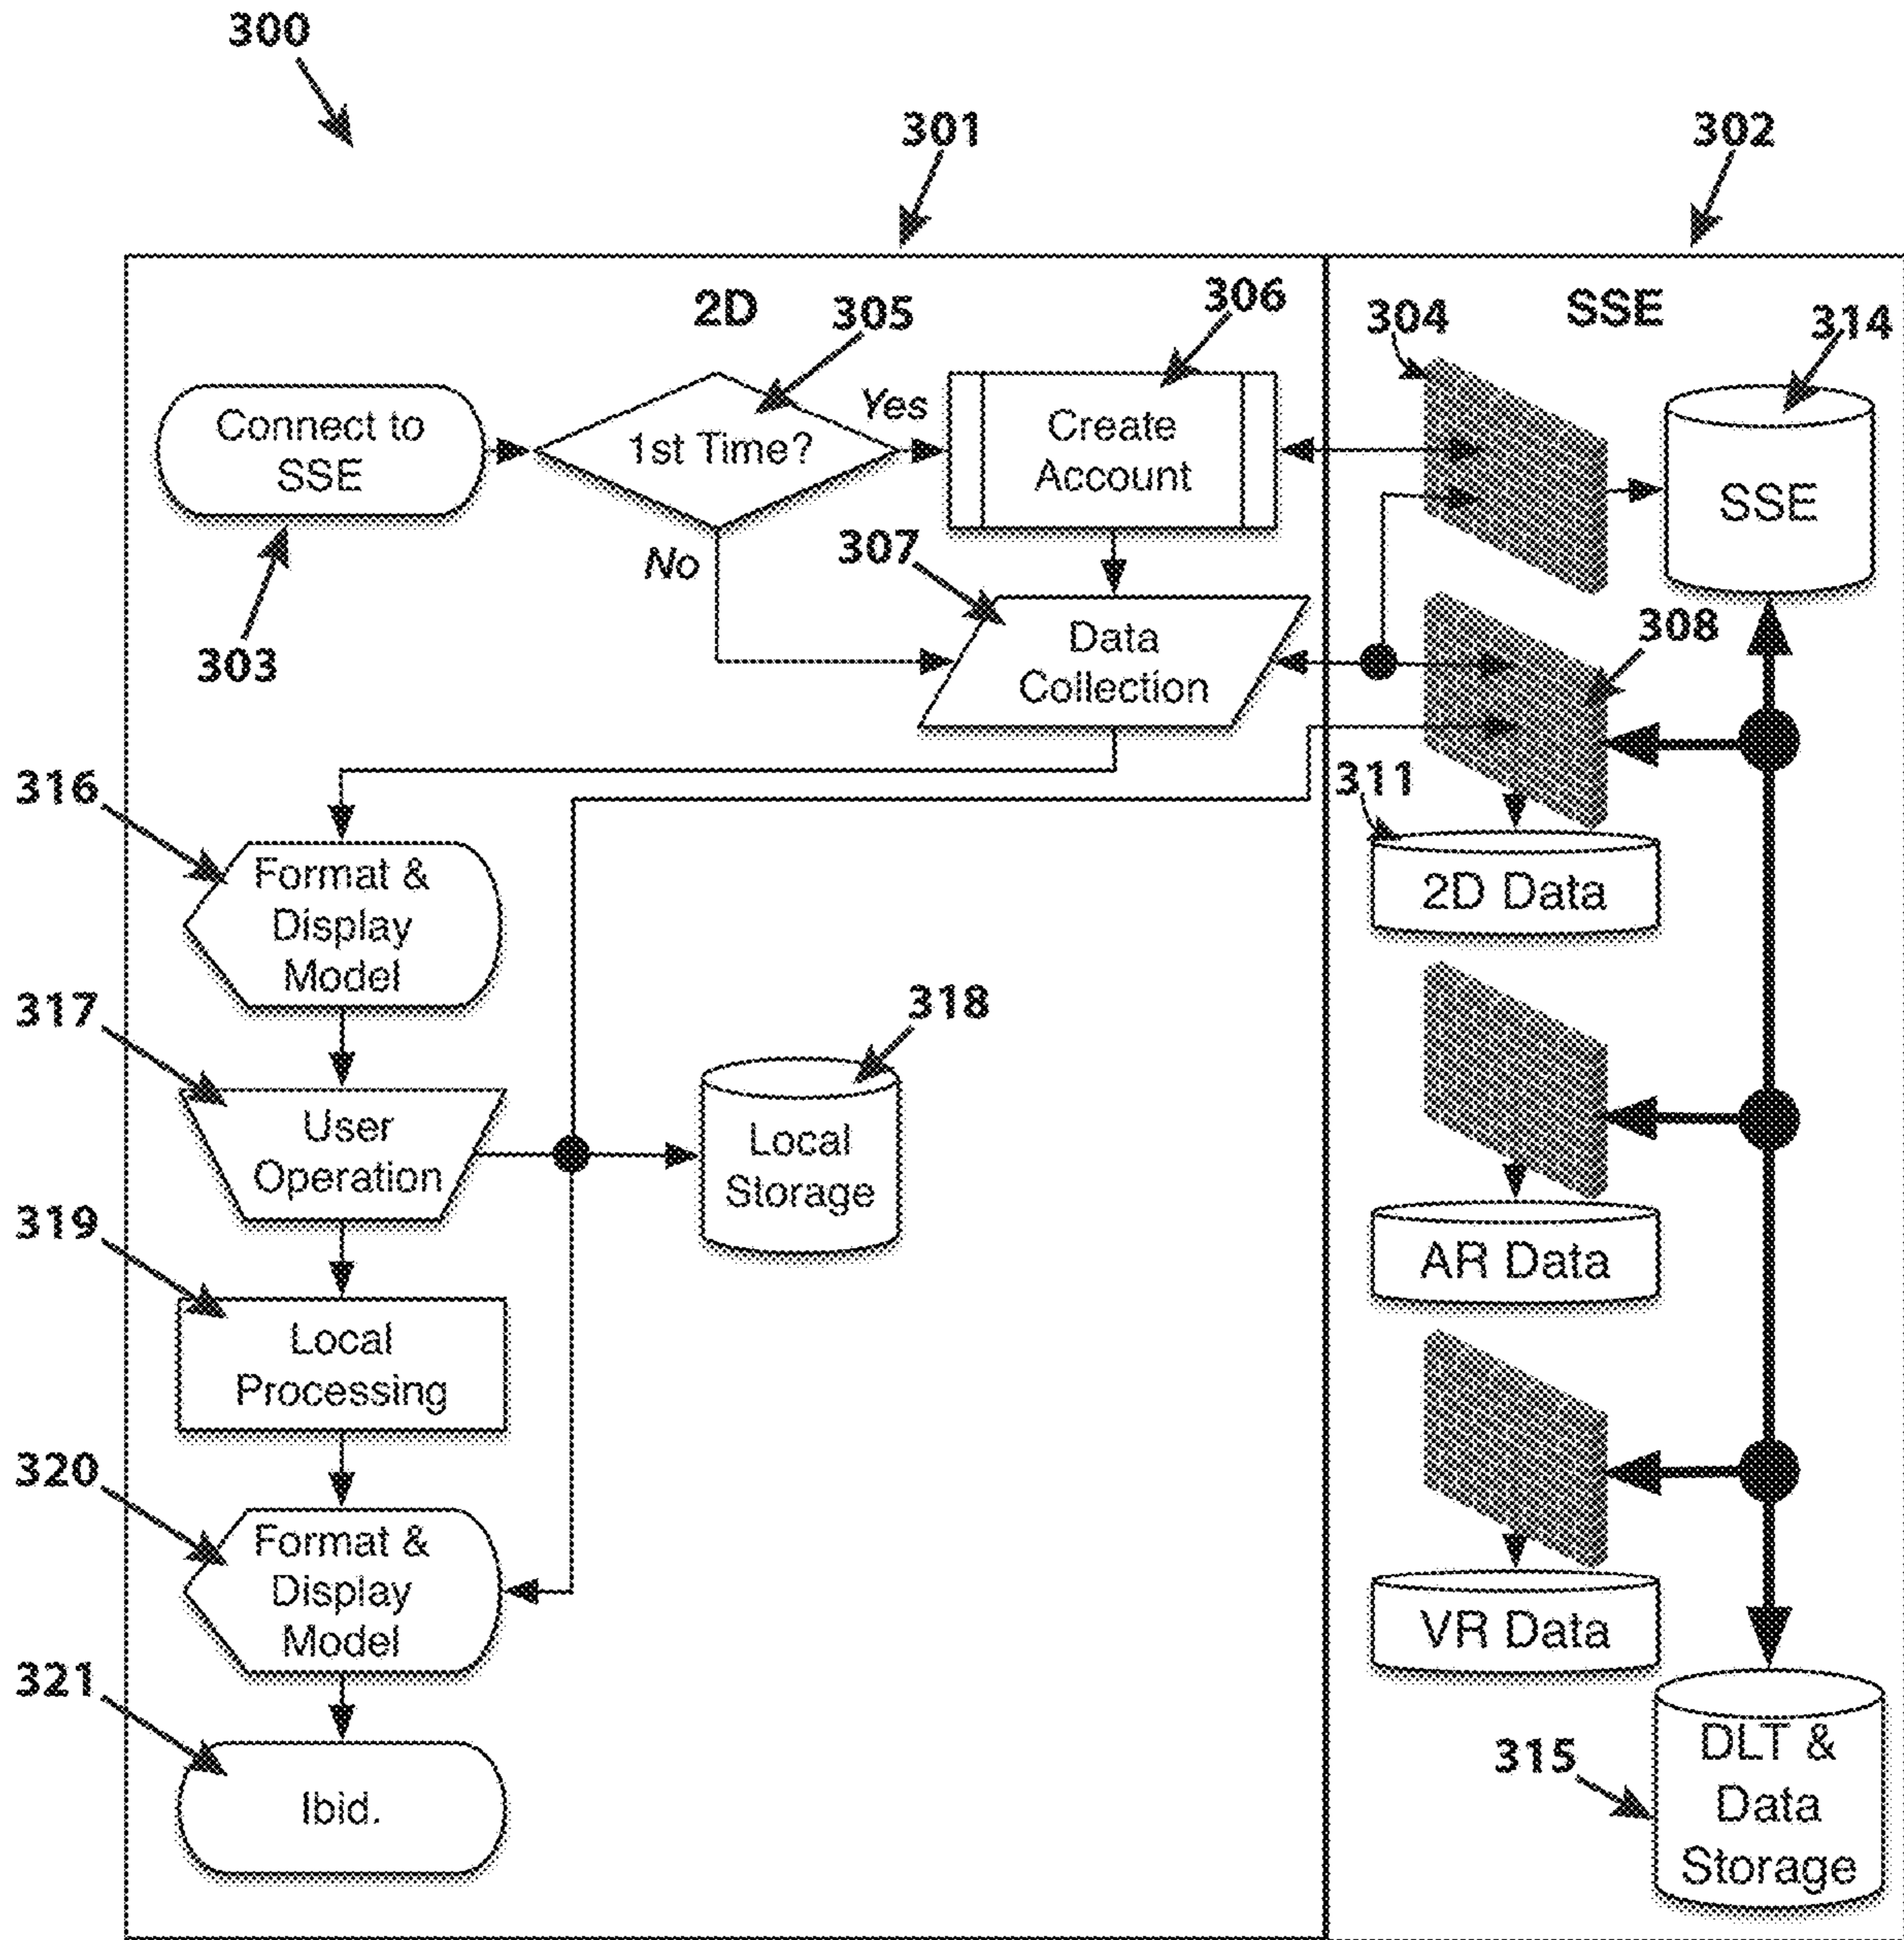 300
301
302
2D
305
306
304
SSE
314
Connect to
SSE
1st Time?
Yes
Create
Account
SSE
303
No
307
Data
Collection
308
316
311
Format &
Display
Model
2D Data
317
318
User
Operation
Local
Storage
319
AR Data
Local
Processing
320
Format &
Display
Model
VR Data
321
Ibid.
315
DLT &
Data
Storage